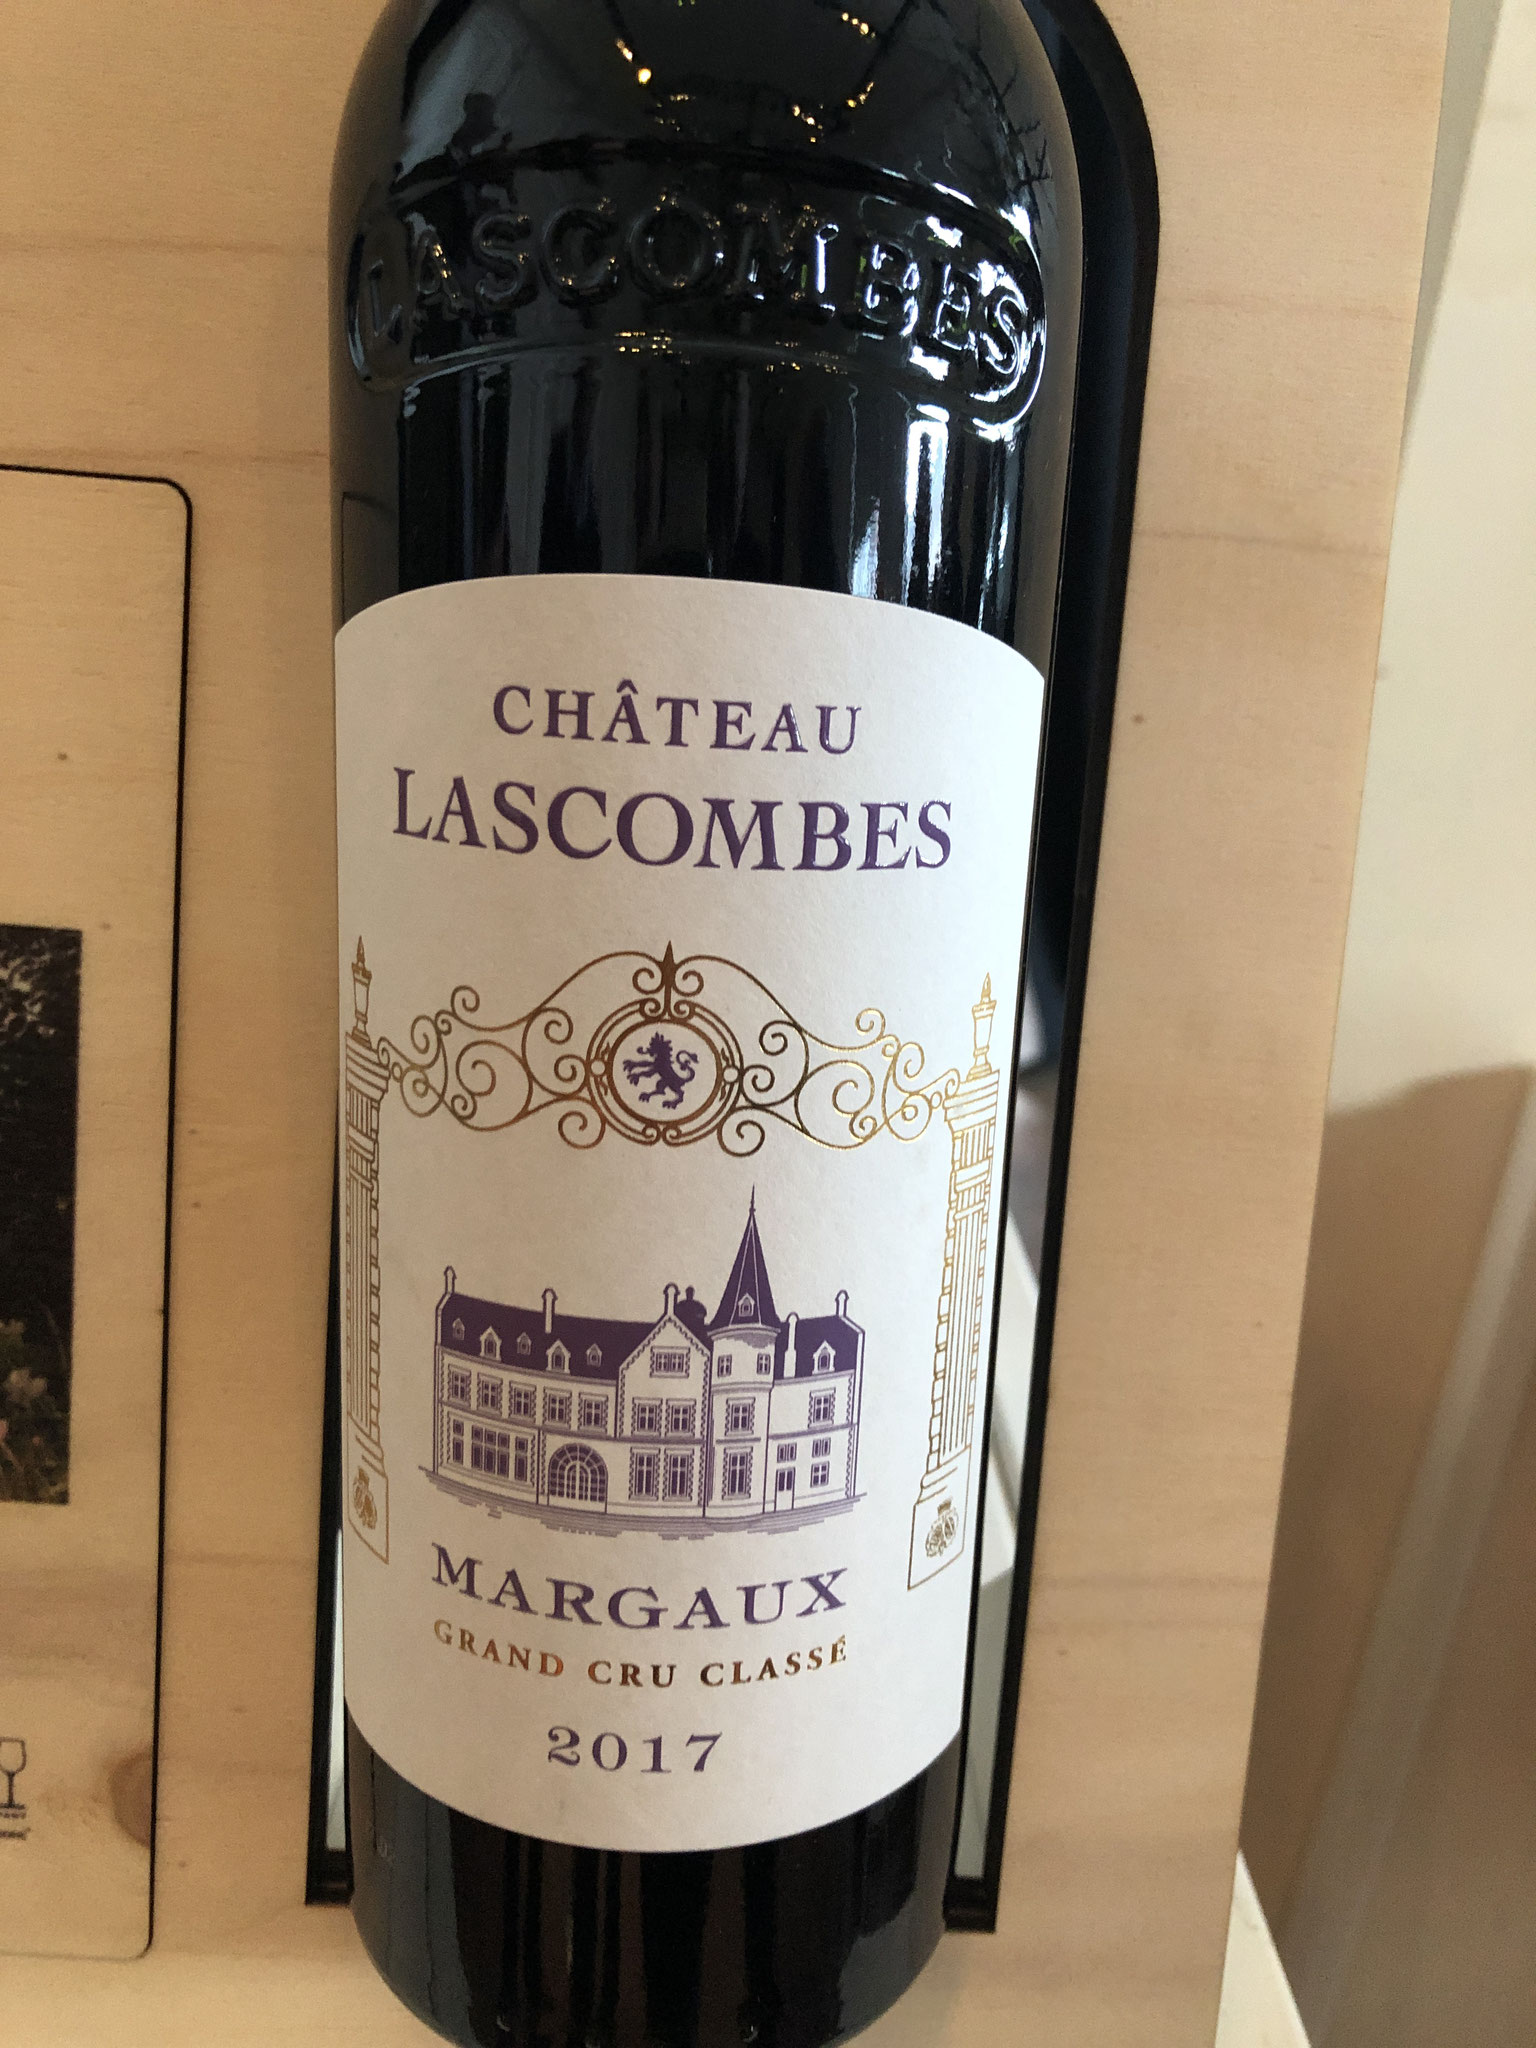 LASCOMBES
CHÂTEAU
LASCOMBES
MARGAUX
GRAND CRU CLASSÉ
2017